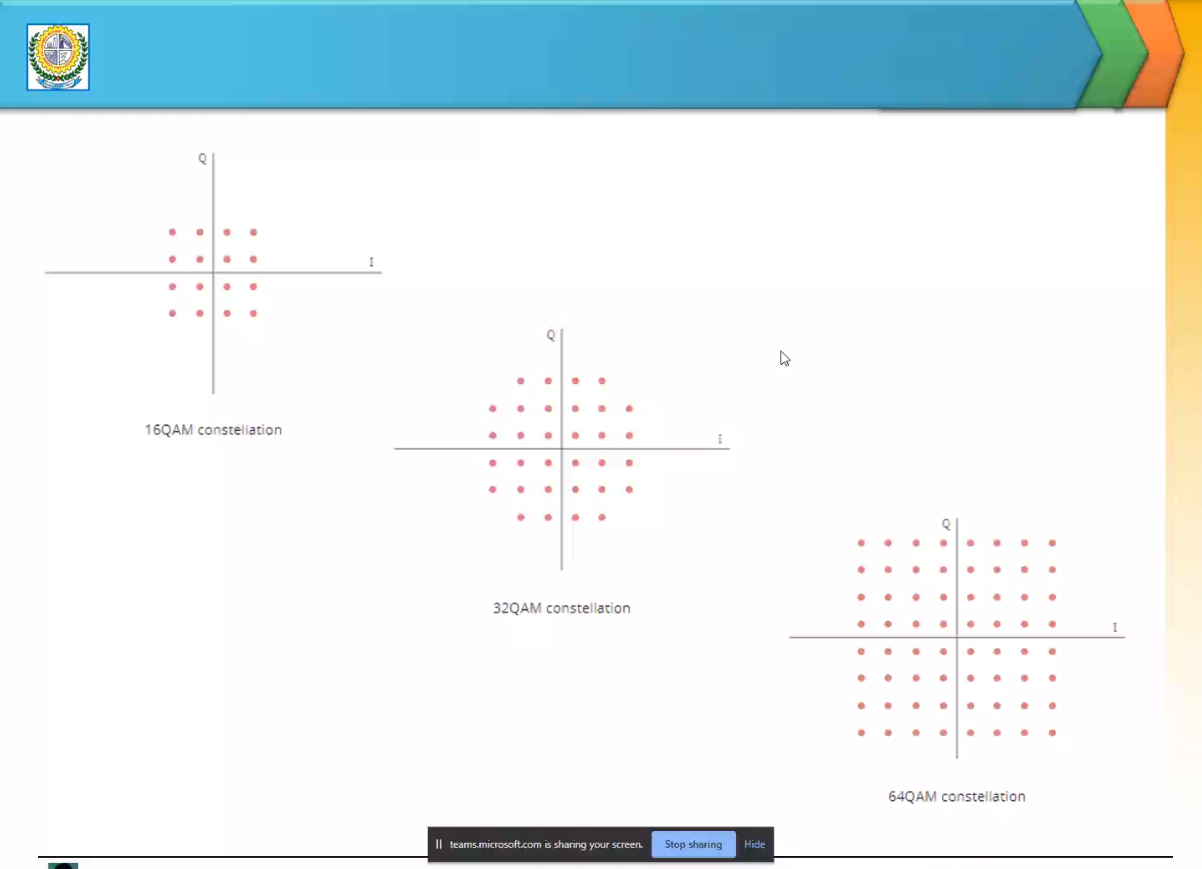 Q
I
16QAM constellation
Q
I
32QAM constellation
Q
I
64QAM constellation
teams.microsoft.com is sharing your screen.
Stop sharing
Hide